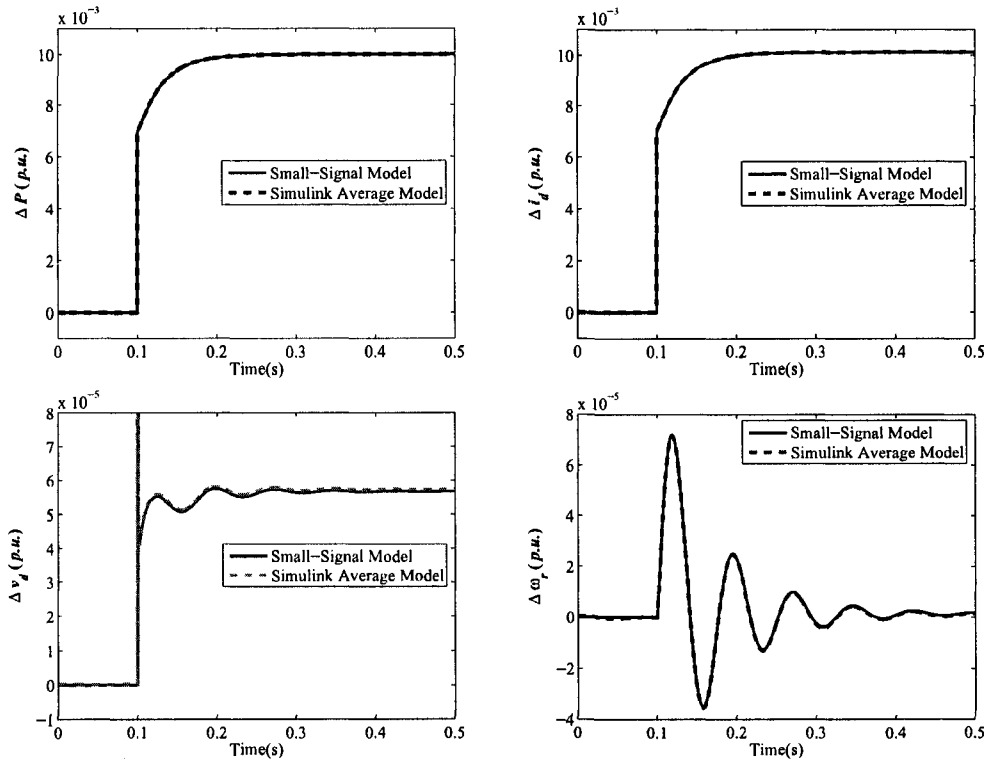 x 10⁻³
10
8
6
4
2
0
Δ P ( p.u. )
Small−Signal Model
Simulink Average Model
0 0.1 0.2 0.3 0.4 0.5
Time(s)
x 10⁻³
10
8
6
4
2
0
Δ i_d ( p.u. )
Small−Signal Model
Simulink Average Model
0 0.1 0.2 0.3 0.4 0.5
Time(s)
x 10⁻⁵
8
7
6
5
4
3
2
1
0
−1
Δ v_d ( p.u. )
Small−Signal Model
Simulink Average Model
0 0.1 0.2 0.3 0.4 0.5
Time(s)
x 10⁻⁵
8
6
4
2
0
−2
−4
Δ ω_r ( p.u. )
Small−Signal Model
Simulink Average Model
0 0.1 0.2 0.3 0.4 0.5
Time(s)